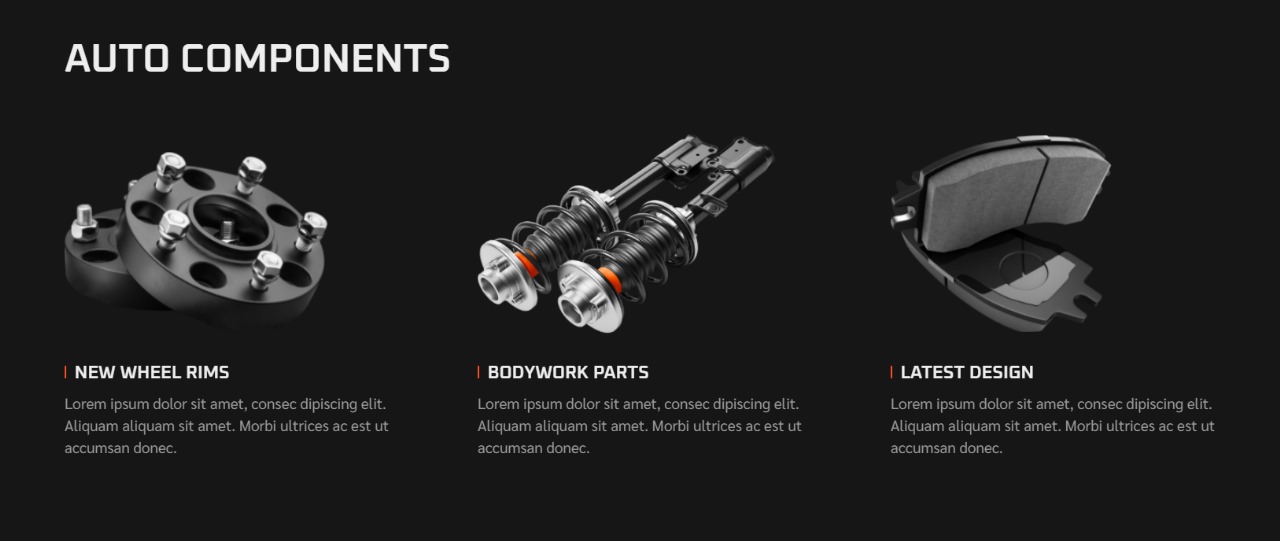 AUTO COMPONENTS
NEW WHEEL RIMS
Lorem ipsum dolor sit amet, consec dipiscing elit.
Aliquam aliquam sit amet. Morbi ultrices ac est ut
accumsan donec.
BODYWORK PARTS
Lorem ipsum dolor sit amet, consec dipiscing elit.
Aliquam aliquam sit amet. Morbi ultrices ac est ut
accumsan donec.
LATEST DESIGN
Lorem ipsum dolor sit amet, consec dipiscing elit.
Aliquam aliquam sit amet. Morbi ultrices ac est ut
accumsan donec.